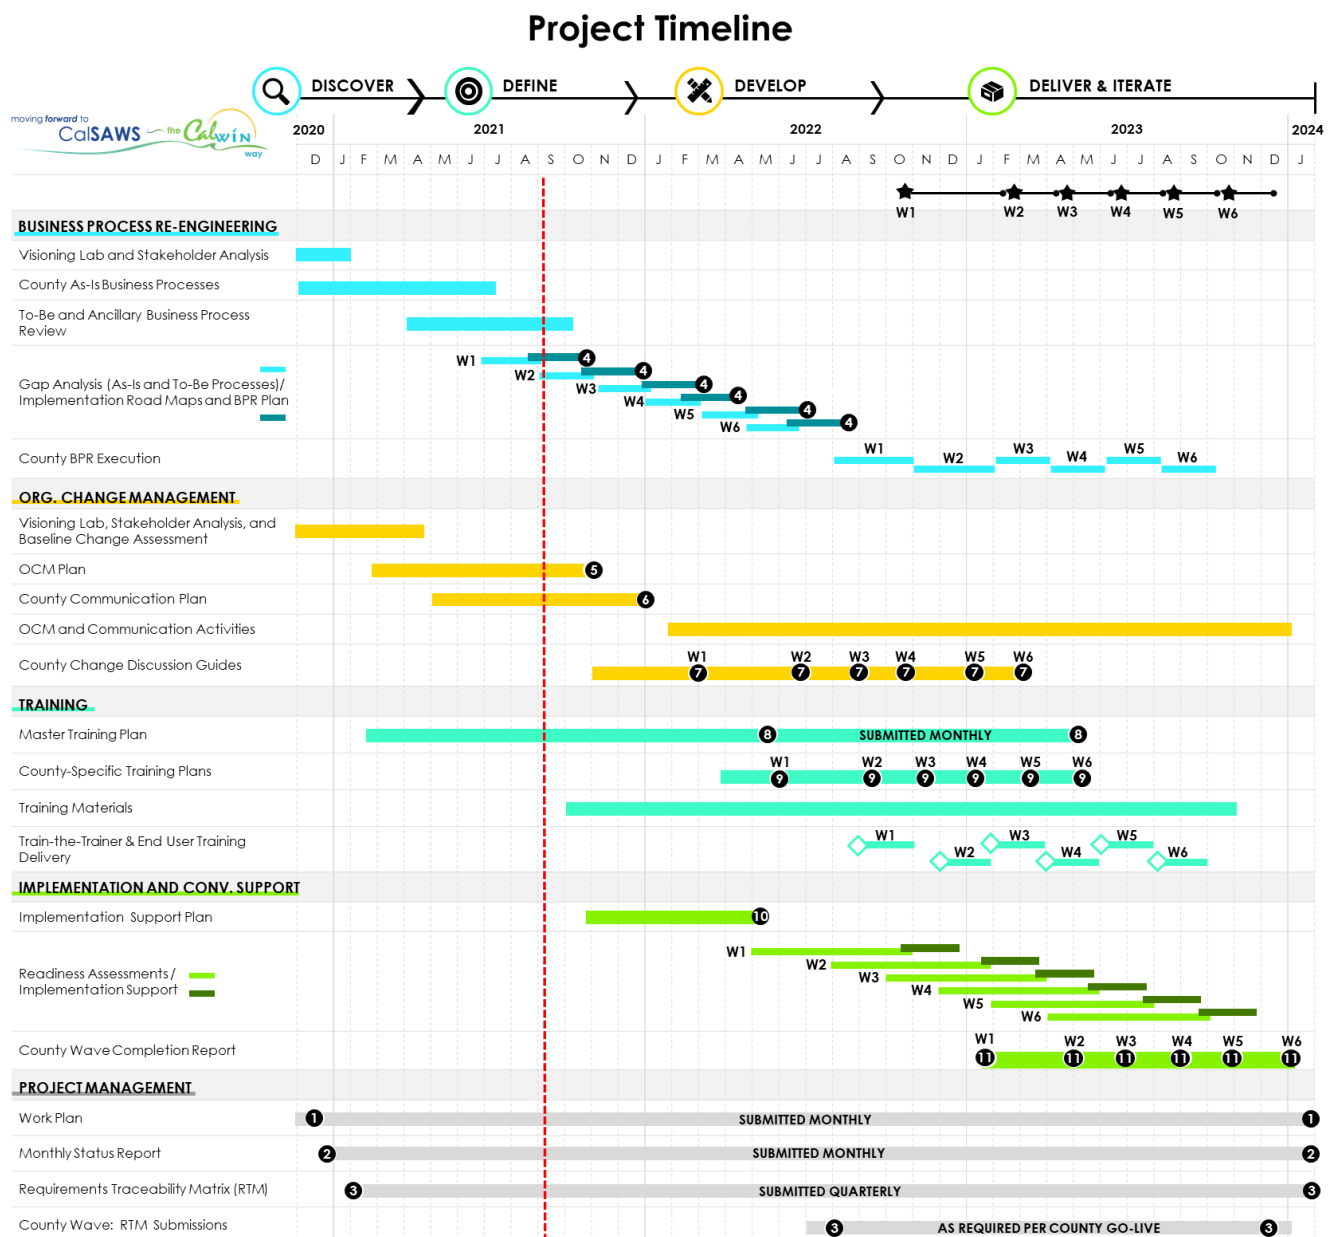 Project Timeline
DISCOVER
DEFINE
DEVELOP
DELIVER & ITERATE
moving forward to
CalSAWS
the CalWIN
way
2020
2021
2022
2023
2024
D J F M A M J J A S O N D J F M A M J J A S O N D J F M A M J J A S O N D J
W1 W2 W3 W4 W5 W6
BUSINESS PROCESS RE-ENGINEERING
Visioning Lab and Stakeholder Analysis
County As-Is Business Processes
To-Be and Ancillary Business Process
Review
Gap Analysis (As-Is and To-Be Processes)/
Implementation Road Maps and BPR Plan
W1 4
W2 4
W3 4
W4 4
W5 4
W6 4
County BPR Execution
W1 W2 W3 W4 W5 W6
ORG. CHANGE MANAGEMENT
Visioning Lab, Stakeholder Analysis, and
Baseline Change Assessment
OCM Plan
5
County Communication Plan
6
OCM and Communication Activities
County Change Discussion Guides
W1 W2 W3 W4 W5 W6
7 7 7 7 7 7
TRAINING
Master Training Plan
8 SUBMITTED MONTHLY 8
County-Specific Training Plans
W1 W2 W3 W4 W5 W6
9 9 9 9 9 9
Training Materials
Train-the-Trainer & End User Training
Delivery
W1 W2 W3 W4 W5 W6
IMPLEMENTATION AND CONV. SUPPORT
Implementation Support Plan
10
Readiness Assessments/
Implementation Support
W1
W2
W3
W4
W5
W6
County Wave Completion Report
W1 W2 W3 W4 W5 W6
11 11 11 11 11 11
PROJECT MANAGEMENT
Work Plan
1 SUBMITTED MONTHLY 1
Monthly Status Report
2 SUBMITTED MONTHLY 2
Requirements Traceability Matrix (RTM)
3 SUBMITTED QUARTERLY 3
County Wave: RTM Submissions
3 AS REQUIRED PER COUNTY GO-LIVE 3